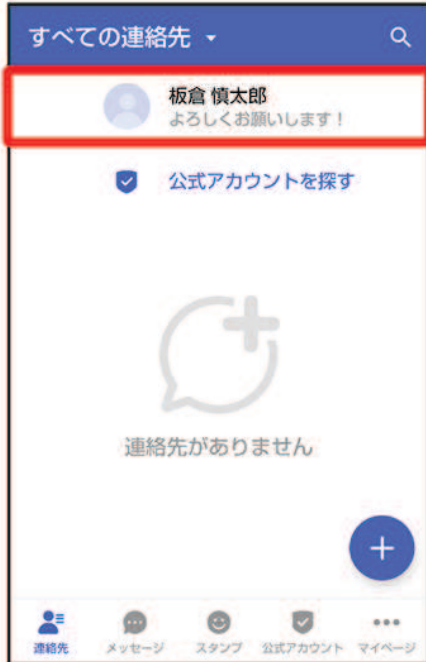 すべての連絡先
板倉 慎太郎
よろしくお願いします！
公式アカウントを探す
連絡先がありません
連絡先 メッセージ スタンプ 公式アカウント マイページ